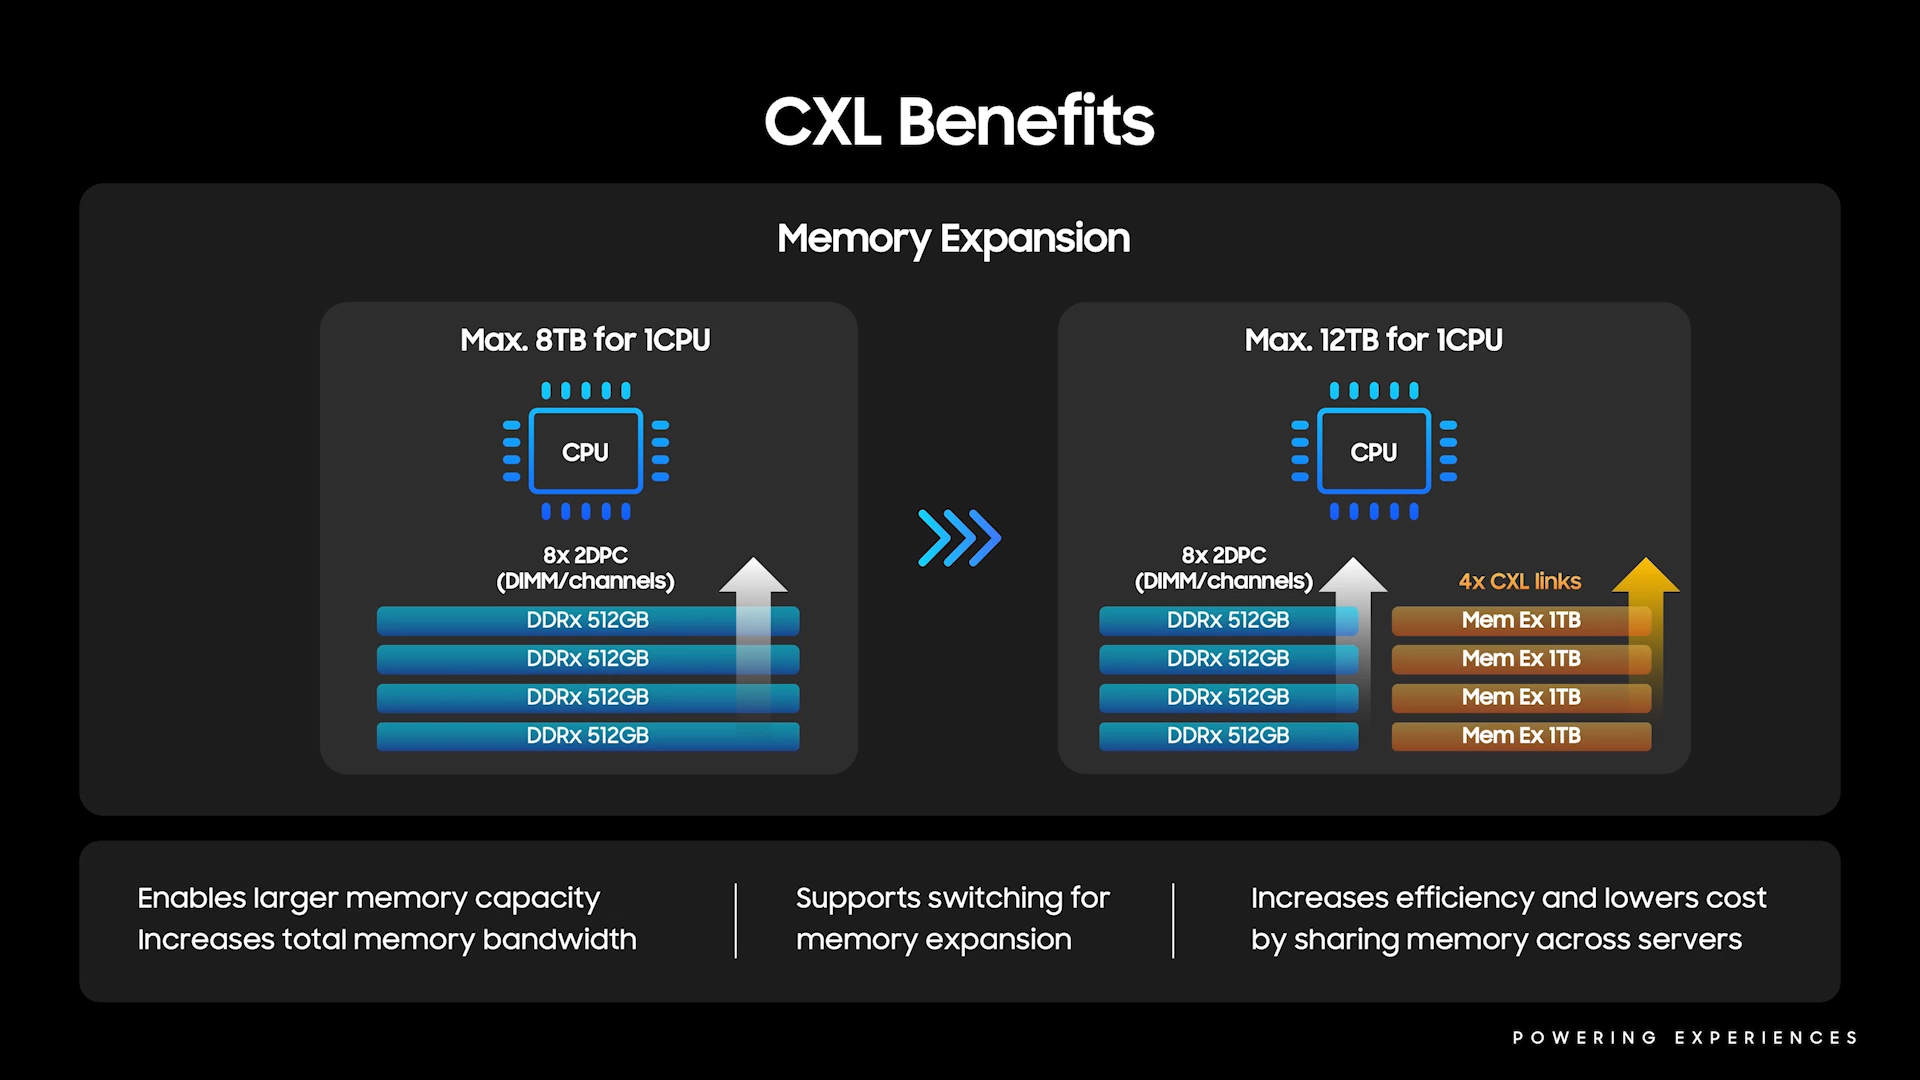 CXL Benefits
Memory Expansion
Max. 8TB for 1CPU
CPU
8x 2DPC
(DIMM/channels)
DDRx 512GB
DDRx 512GB
DDRx 512GB
DDRx 512GB
Max. 12TB for 1CPU
CPU
8x 2DPC
(DIMM/channels)
DDRx 512GB
DDRx 512GB
DDRx 512GB
DDRx 512GB
4x CXL links
Mem Ex 1TB
Mem Ex 1TB
Mem Ex 1TB
Mem Ex 1TB
Enables larger memory capacity
Increases total memory bandwidth
Supports switching for
memory expansion
Increases efficiency and lowers cost
by sharing memory across servers
POWERING EXPERIENCES